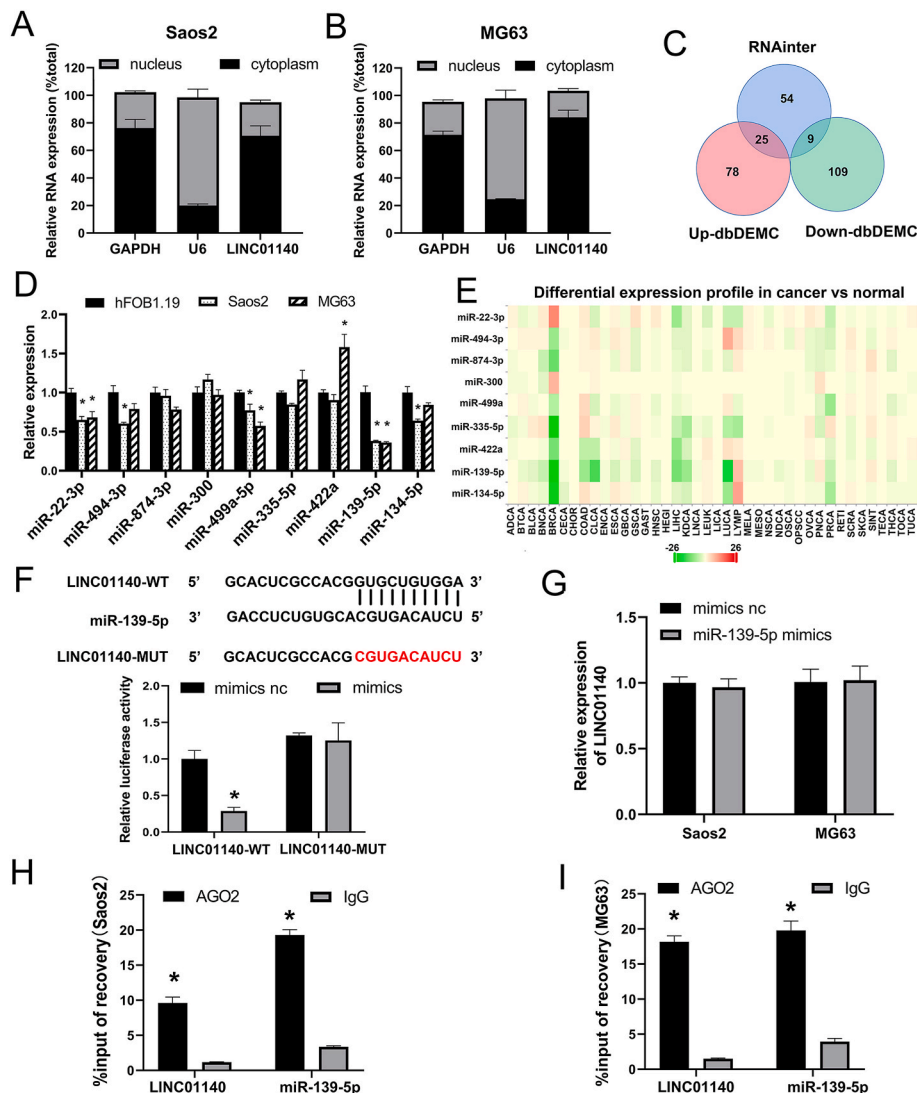 A
Saos2
nucleus cytoplasm
Relative RNA expression (%total)
120
100
80
60
40
20
0
GAPDH U6 LINC01140
B
MG63
nucleus cytoplasm
Relative RNA expression (%total)
120
100
80
60
40
20
0
GAPDH U6 LINC01140
C
RNAinter
54
25 9
78 109
Up-dbDEMC Down-dbDEMC
D
hFOB1.19 Saos2 MG63
Relative expression
2.0
1.5
1.0
0.5
0.0
* * * * * * * * *
miR-22-3p miR-494-3p miR-874-3p miR-300 miR-499a-5p miR-335-5p miR-422a miR-139-5p miR-134-5p
E
Differential expression profile in cancer vs normal
miR-22-3p
miR-494-3p
miR-874-3p
miR-300
miR-499a
miR-335-5p
miR-422a
miR-139-5p
miR-134-5p
ADCA BTCA BLCA BNCA BRCA CECA CHOR COAD CLCA ENCA ESCA GBCA GSCA GAST HNSC HEGI LIHC KDCA LNCA LEUM LICA LUCA LYMP MELA MESO NSCA NDCA OSCA OPSCC OVCA PNCA PRCA RETI SCRA SKCA SINT TECA THCA TOCA TUCA
-26 26
F
LINC01140-WT 5' GCACUCGCCACGGUGCUGUGGA 3'
miR-139-5p 3' GACCUCUGUGCACGUGACAUCU 5'
LINC01140-MUT 5' GCACUCGCCACG CGUGACAUCU 3'
mimics nc mimics
Relative luciferase activity
2.0
1.5
1.0
0.5
0.0
*
LINC01140-WT LINC01140-MUT
G
mimics nc
miR-139-5p mimics
Relative expression
of LINC01140
1.5
1.0
0.5
0.0
Saos2 MG63
H
AGO2 IgG
%input of recovery(Saos2)
25
20
15
10
5
0
* *
LINC01140 miR-139-5p
I
AGO2 IgG
%input of recovery(MG63)
25
20
15
10
5
0
* *
LINC01140 miR-139-5p